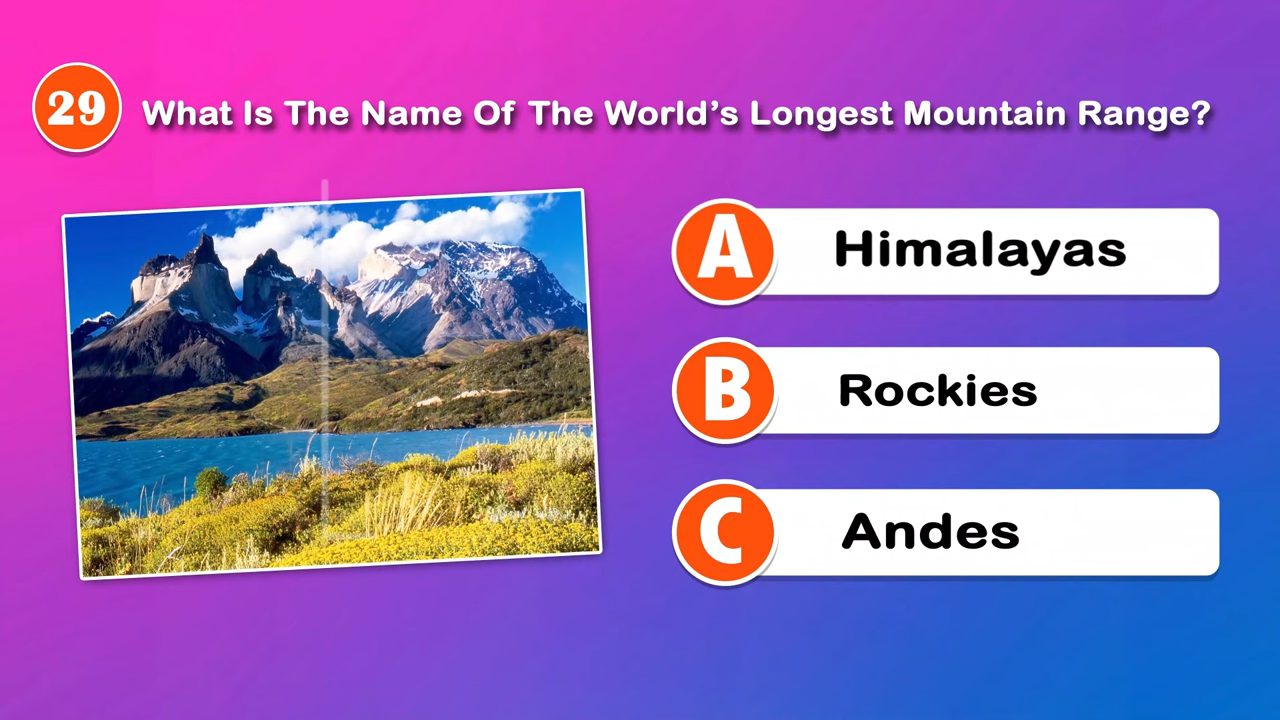 29
What Is The Name Of The World’s Longest Mountain Range?
A Himalayas
B Rockies
C Andes